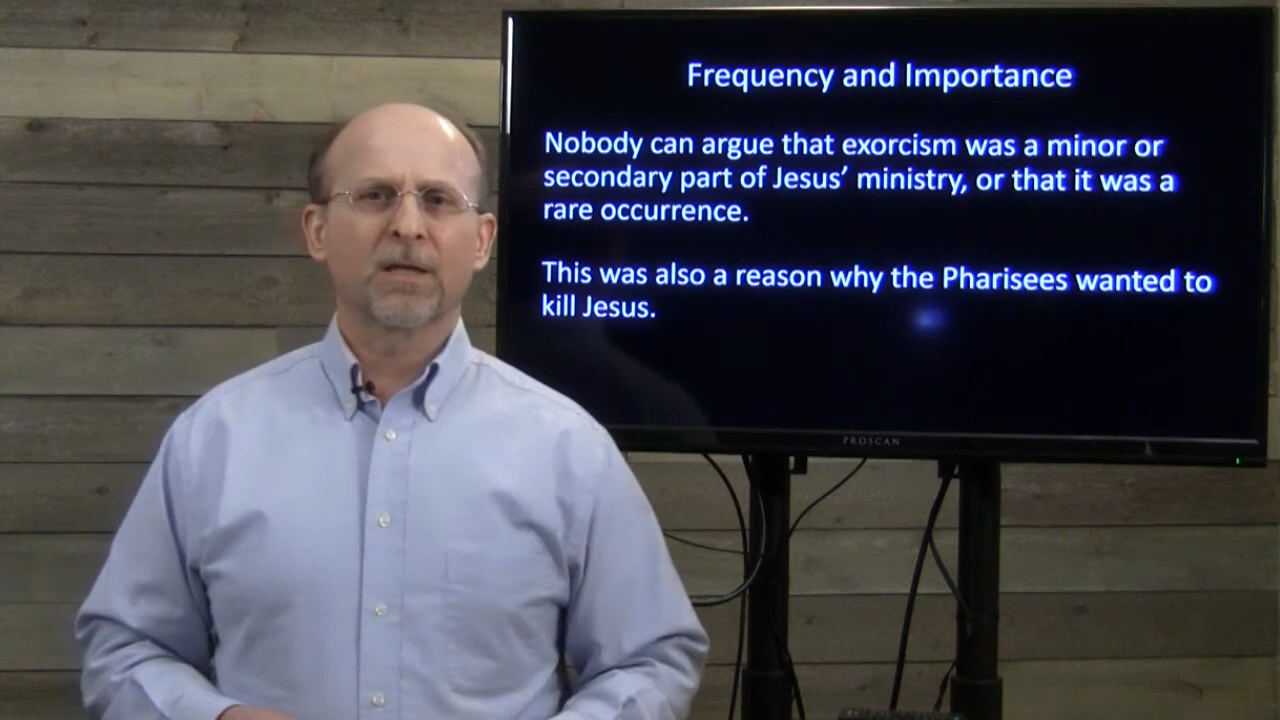 Frequency and Importance
Nobody can argue that exorcism was a minor or
secondary part of Jesus’ ministry, or that it was a
rare occurrence.
This was also a reason why the Pharisees wanted to
kill Jesus.
PROSCAN